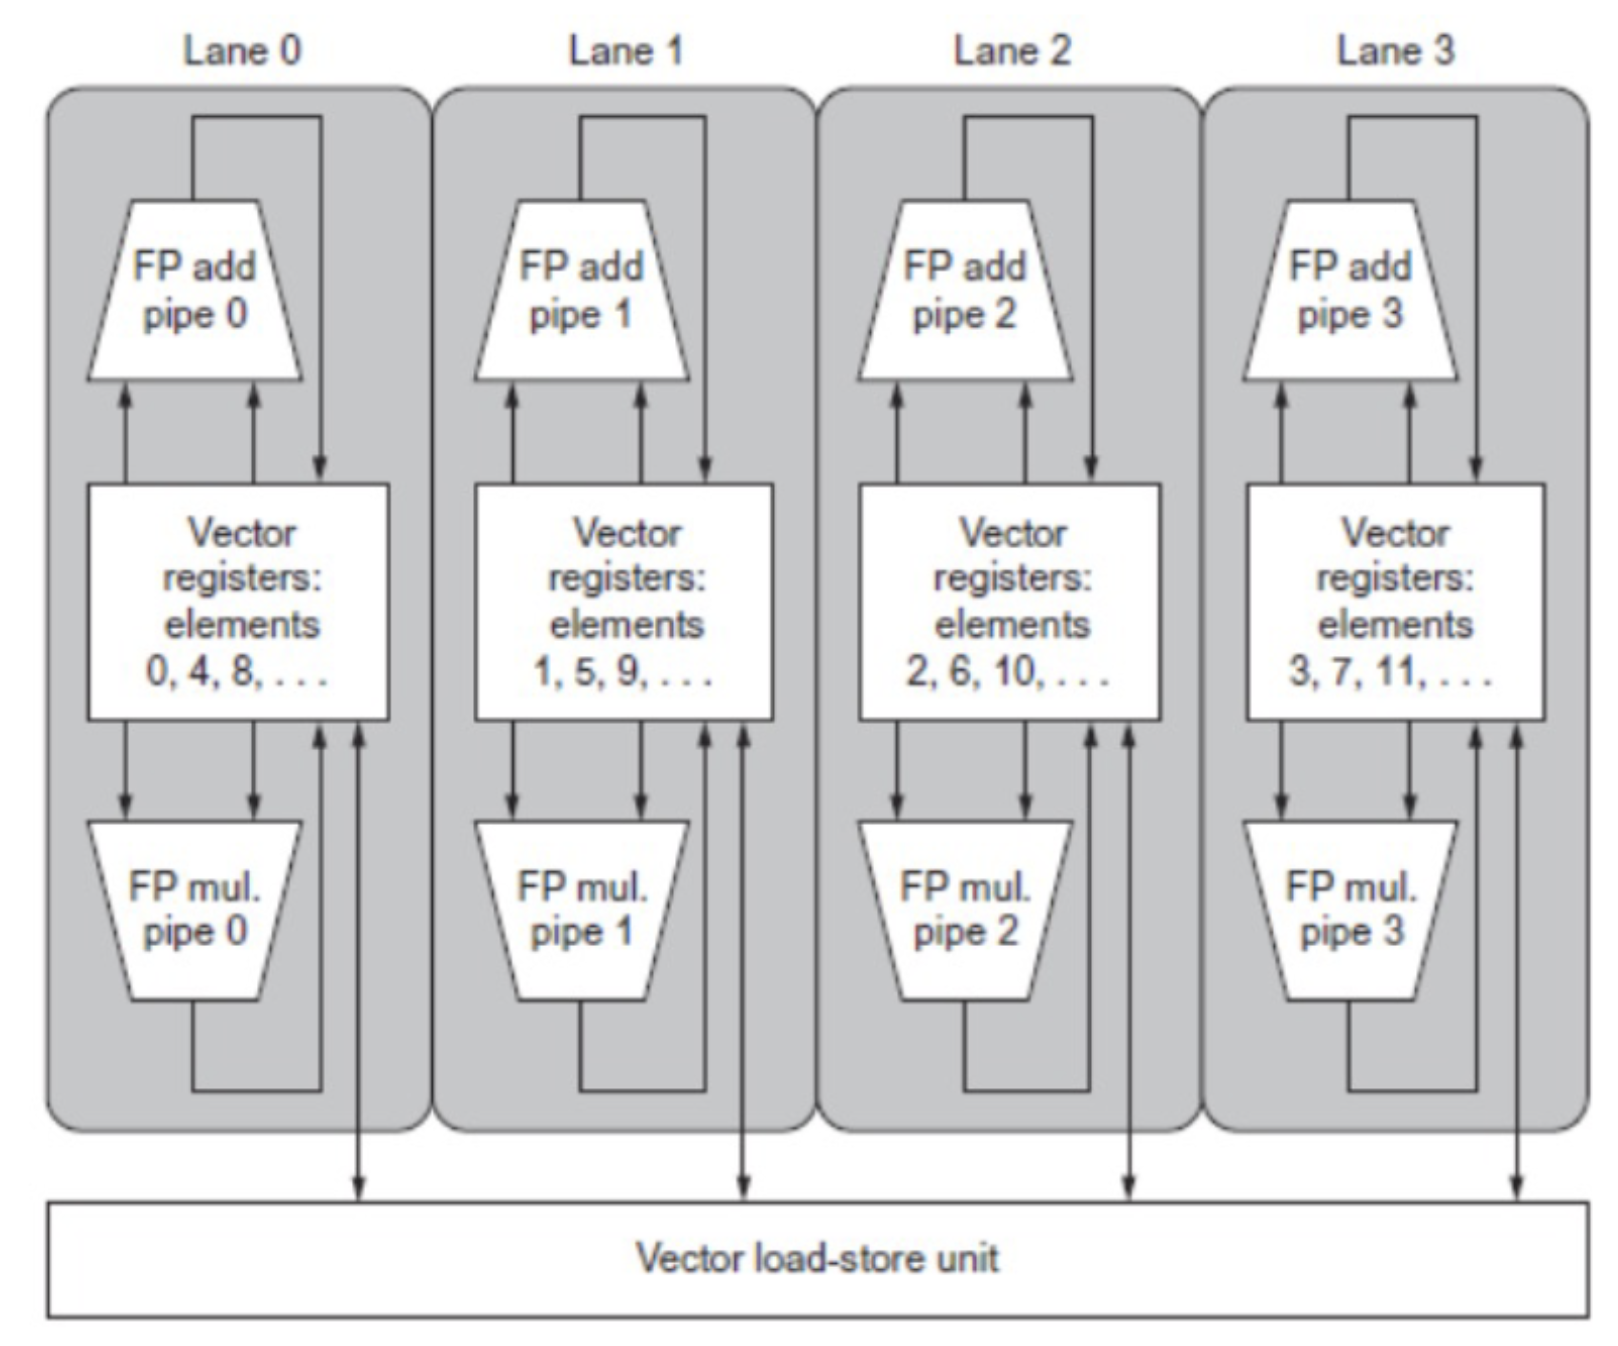 Lane 0
Lane 1
Lane 2
Lane 3
FP add
pipe 0
FP add
pipe 1
FP add
pipe 2
FP add
pipe 3
Vector
registers:
elements
0, 4, 8, . . .
Vector
registers:
elements
1, 5, 9, . . .
Vector
registers:
elements
2, 6, 10, . . .
Vector
registers:
elements
3, 7, 11, . . .
FP mul.
pipe 0
FP mul.
pipe 1
FP mul.
pipe 2
FP mul.
pipe 3
Vector load-store unit